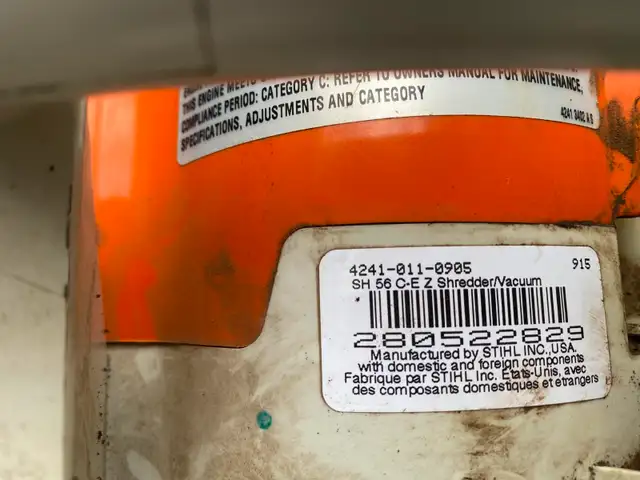 THIS ENGINE MEETS
COMPLIANCE PERIOD: CATEGORY C: REFER TO OWNERS MANUAL FOR MAINTENANCE,
SPECIFICATIONS, ADJUSTMENTS AND CATEGORY
4241-011-0905 915
SH 56 C-E Z Shredder/Vacuum
280522829
Manufactured by STIHL INC.,USA.
with domestic and foreign components
Fabrique par STIHL Inc. Etats-Unis, avec
des composants domestiques et etrangers